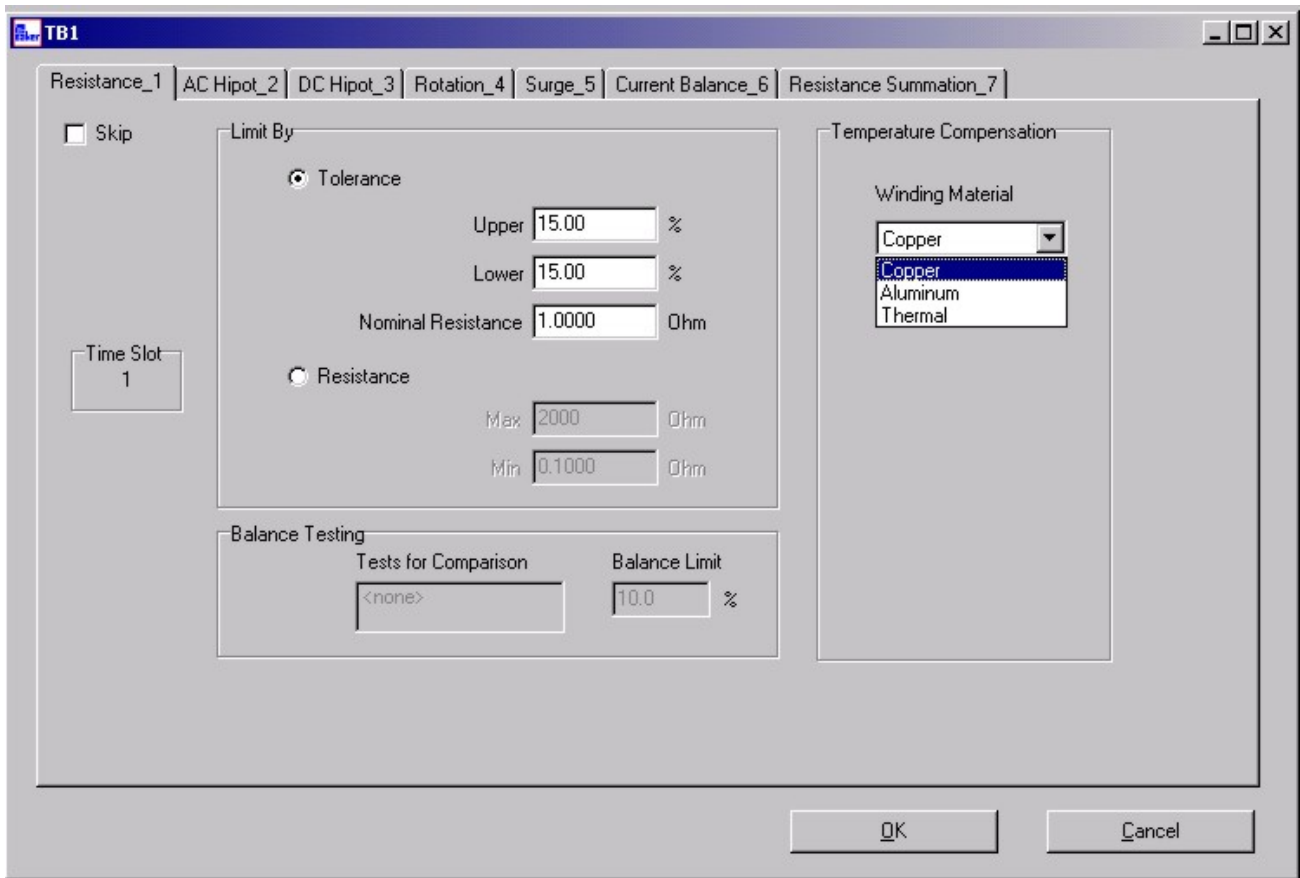 TB1
Resistance_1 AC Hipot_2 DC Hipot_3 Rotation_4 Surge_5 Current Balance_6 Resistance Summation_7
Skip
Limit By
Tolerance
Upper 15.00 %
Lower 15.00 %
Nominal Resistance 1.0000 Ohm
Resistance
Max 2000 Ohm
Min 0.1000 Ohm
Time Slot
1
Balance Testing
Tests for Comparison
<none>
Balance Limit
10.0 %
Temperature Compensation
Winding Material
Copper
Copper
Aluminum
Thermal
OK Cancel